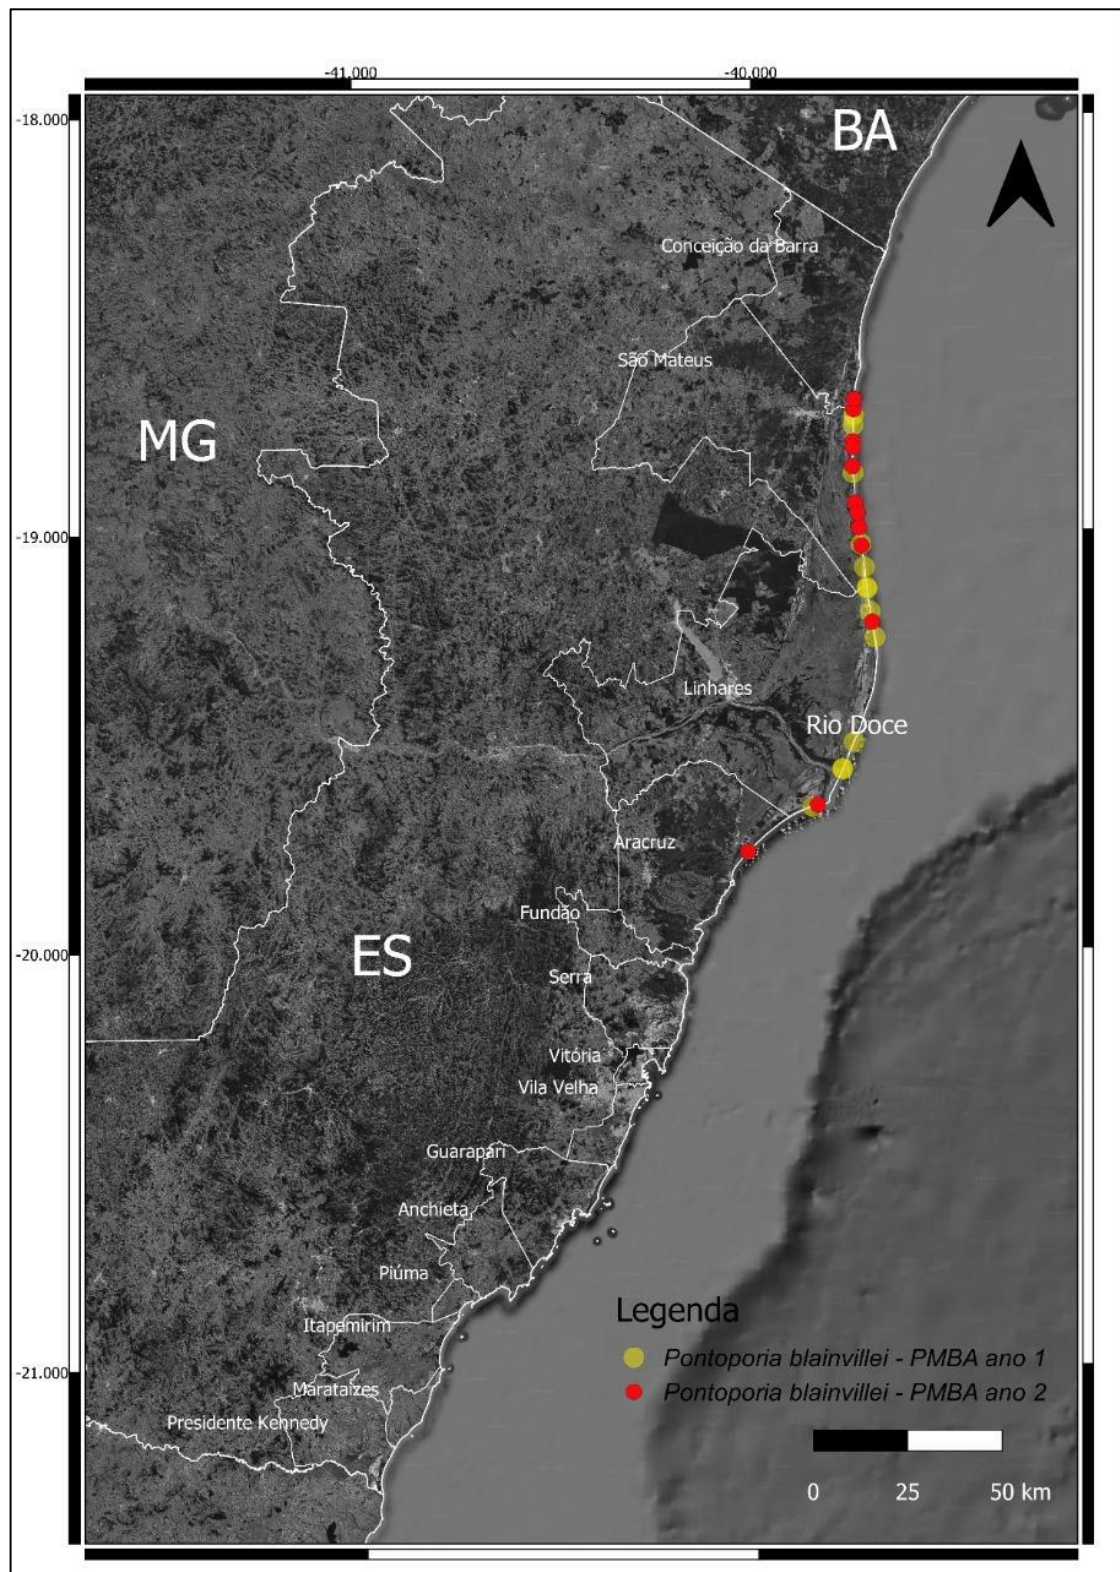 -41.000
-40.000
-18.000
BA
Conceição da Barra
São Mateus
MG
-19.000
Linhares
Rio Doce
Aracruz
Fundão
ES
-20.000
Serra
Vitória
Vila Velha
Guarapari
Anchieta
Piúma
Legenda
Itapemirim
Pontoporia blainvillei - PMBA ano 1
-21.000
Marataízes
Pontoporia blainvillei - PMBA ano 2
Presidente Kennedy
0 25 50 km